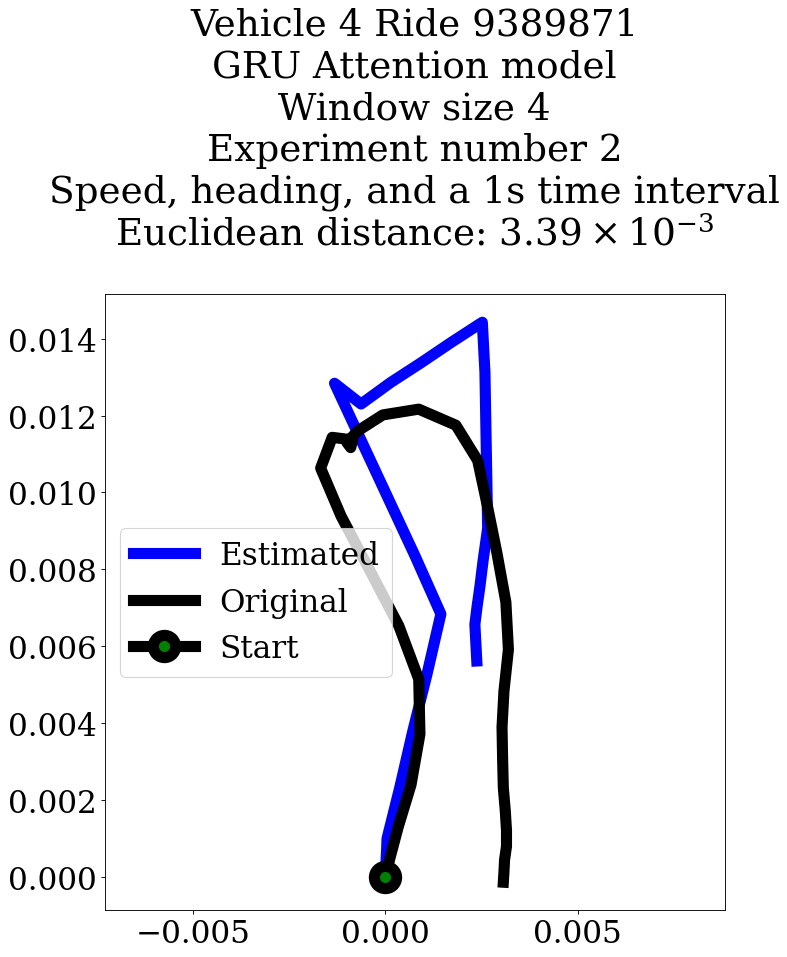 Vehicle 4 Ride 9389871
GRU Attention model
Window size 4
Experiment number 2
Speed, heading, and a 1s time interval
Euclidean distance: 3.39 × 10⁻³
0.014
0.012
0.010
0.008
0.006
0.004
0.002
0.000
Estimated
Original
Start
−0.005
0.000
0.005